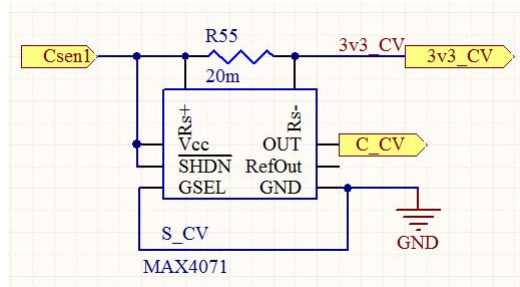 R55
3v3_CV
Csen1
3v3_CV
20m
Rs+
Rs-
Vcc
OUT
C_CV
SHDN
RefOut
GSEL
GND
S_CV
GND
MAX4071